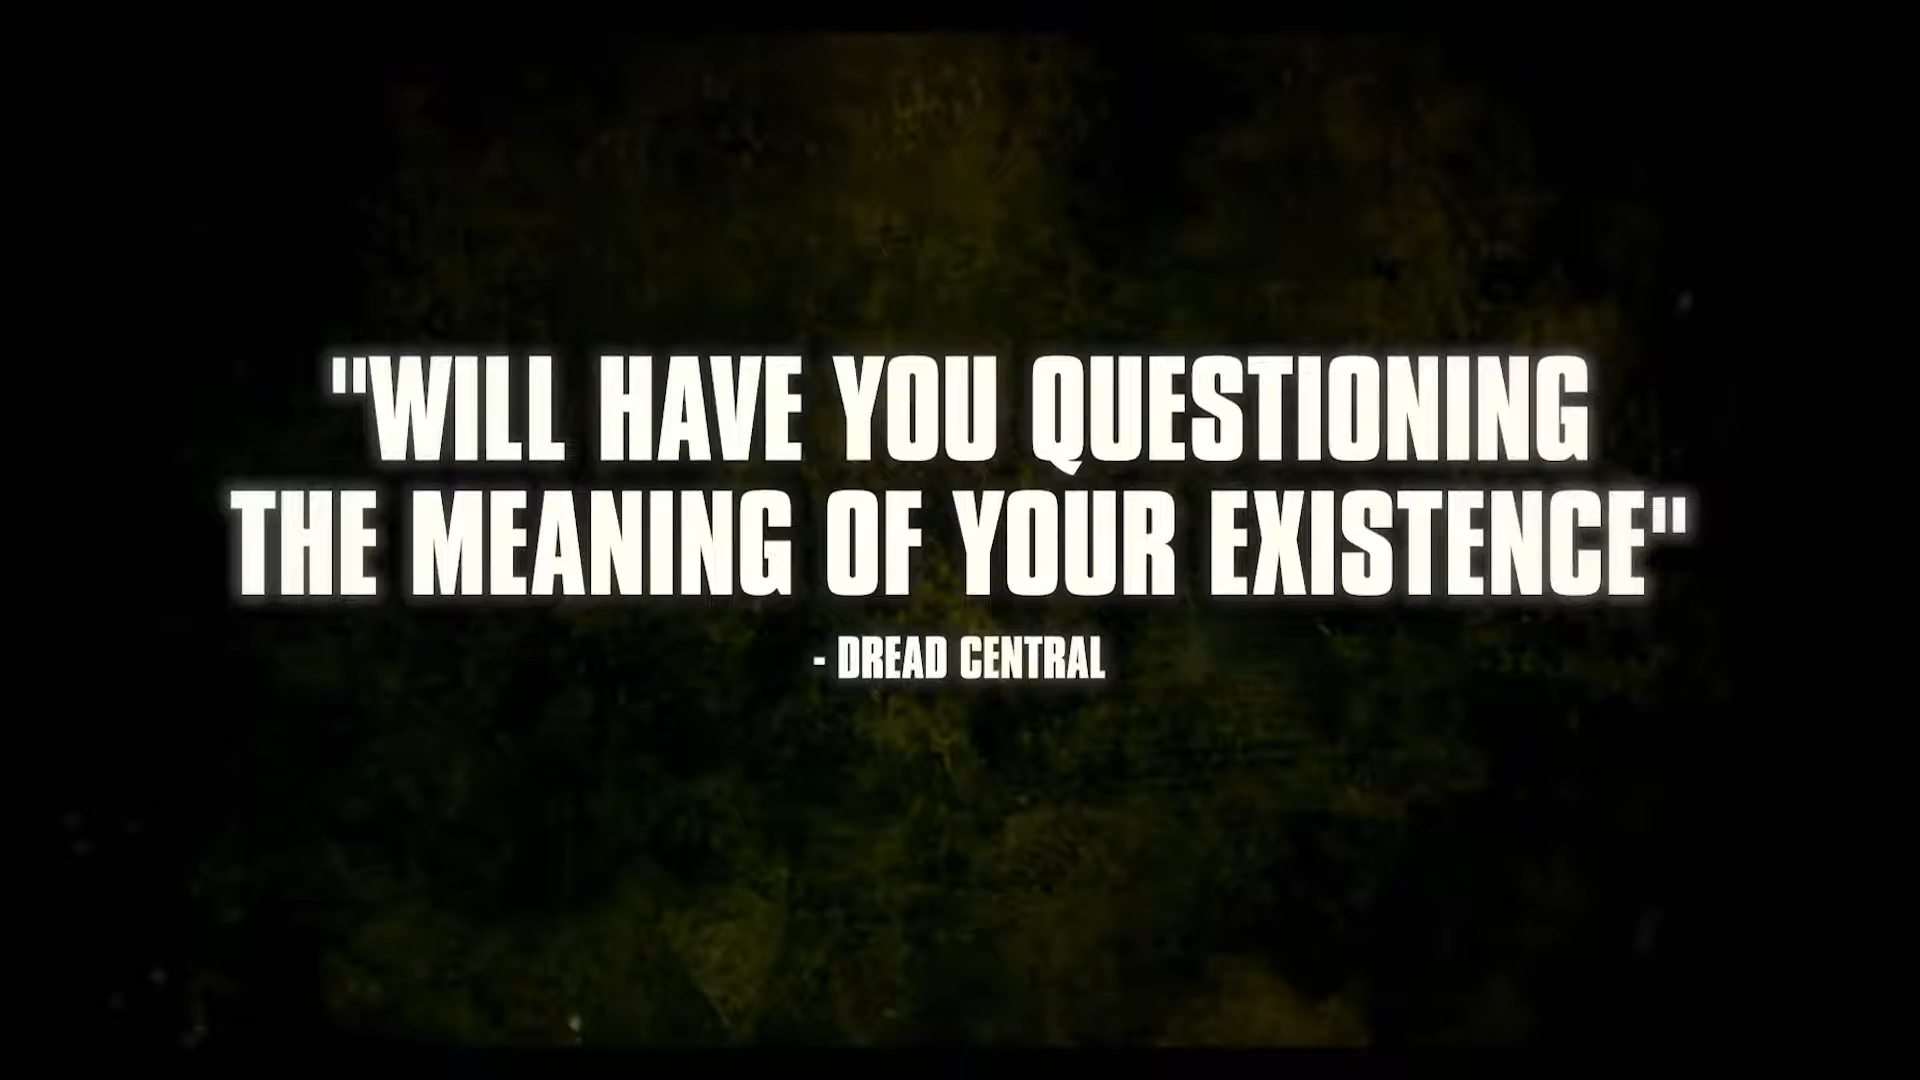 "WILL HAVE YOU QUESTIONING
THE MEANING OF YOUR EXISTENCE"
- DREAD CENTRAL